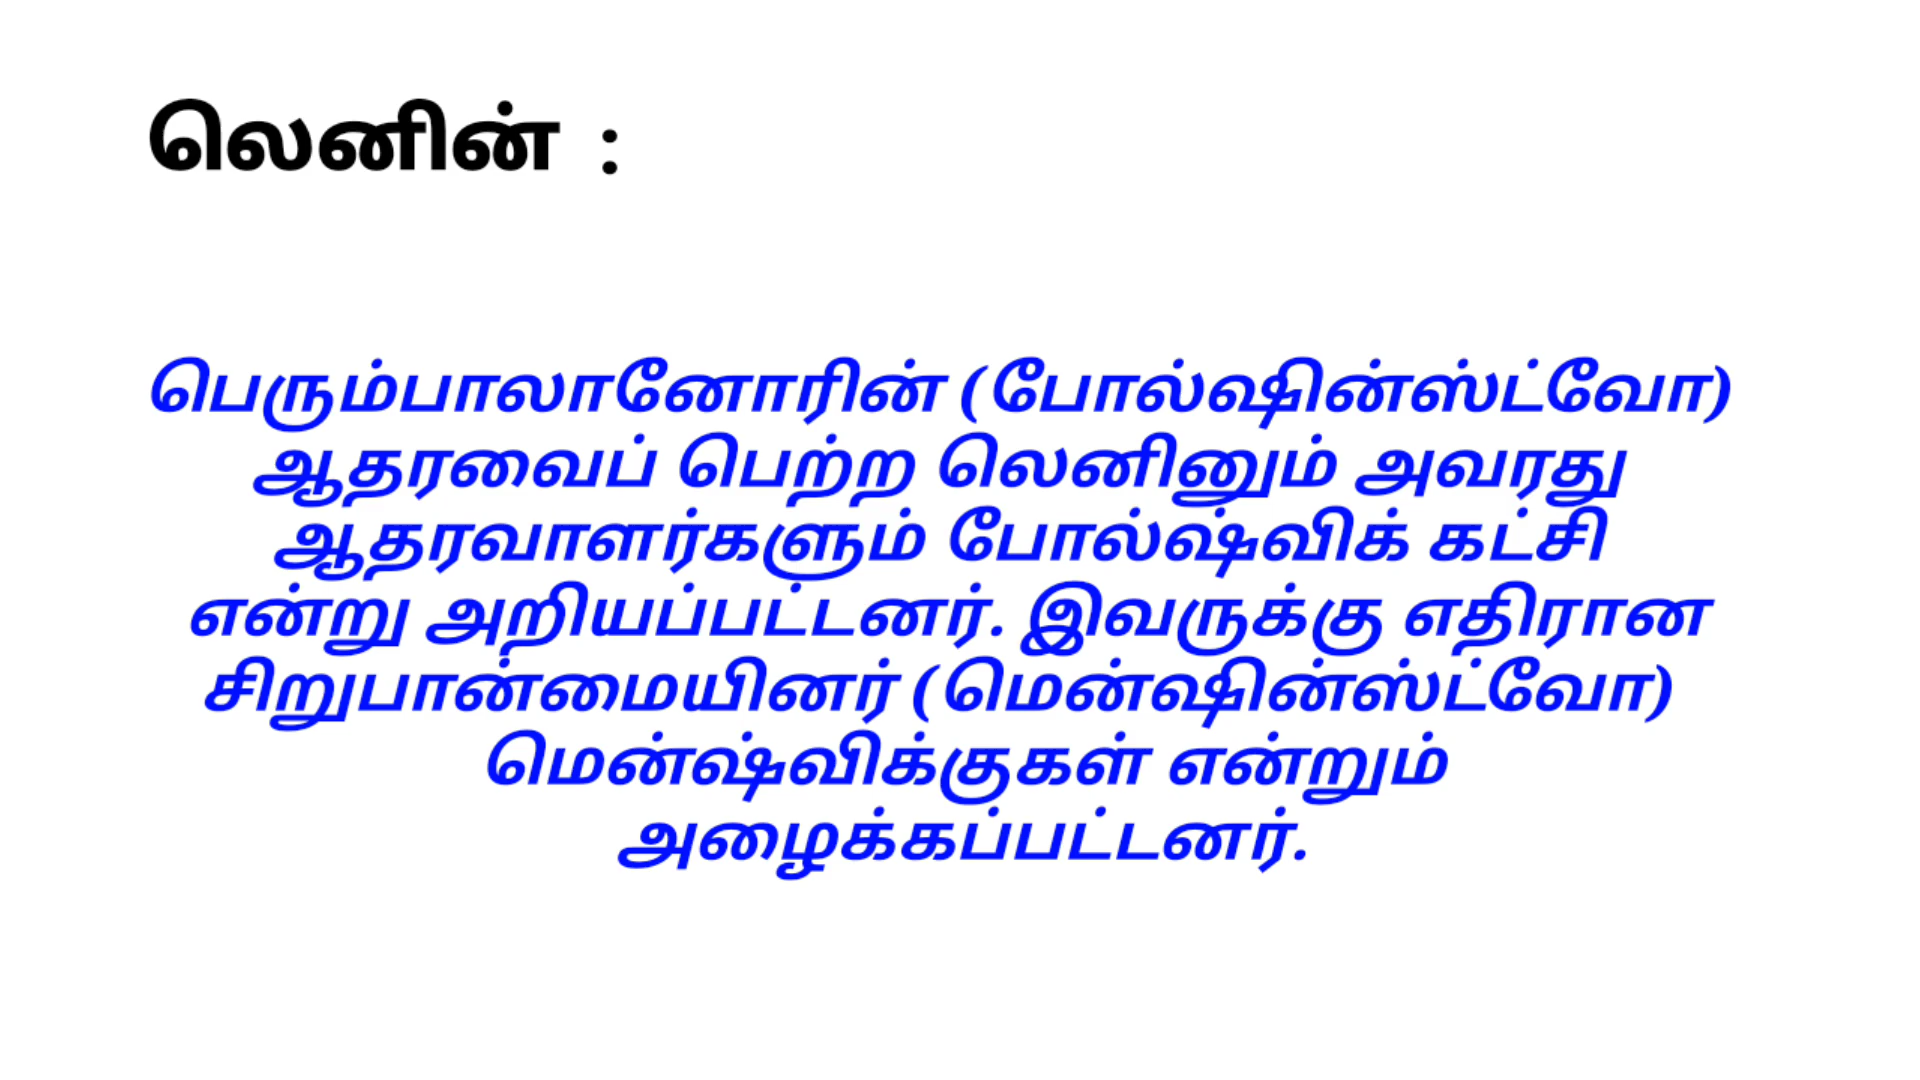 லெனின் :
பெரும்பாலானோரின் (போல்ஷின்ஸ்ட்வோ)
ஆதரவைப் பெற்ற லெனினும் அவரது
ஆதரவாளர்களும் போல்ஷ்விக் கட்சி
என்று அறியப்பட்டனர். இவருக்கு எதிரான
சிறுபான்மையினர் (மென்ஷின்ஸ்ட்வோ)
மென்ஷ்விக்குகள் என்றும்
அழைக்கப்பட்டனர்.